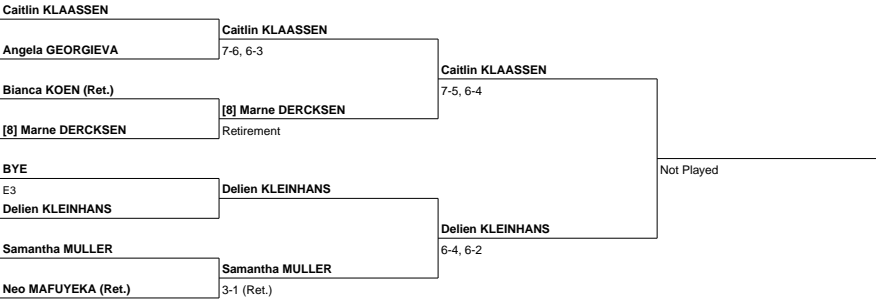 Caitlin KLAASSEN
Caitlin KLAASSEN
Angela GEORGIEVA
7-6, 6-3
Caitlin KLAASSEN
Bianca KOEN (Ret.)
7-5, 6-4
[8] Marne DERCKSEN
[8] Marne DERCKSEN
Retirement
BYE
Not Played
E3
Delien KLEINHANS
Delien KLEINHANS
Delien KLEINHANS
Samantha MULLER
6-4, 6-2
Samantha MULLER
Neo MAFUYEKA (Ret.)
3-1 (Ret.)